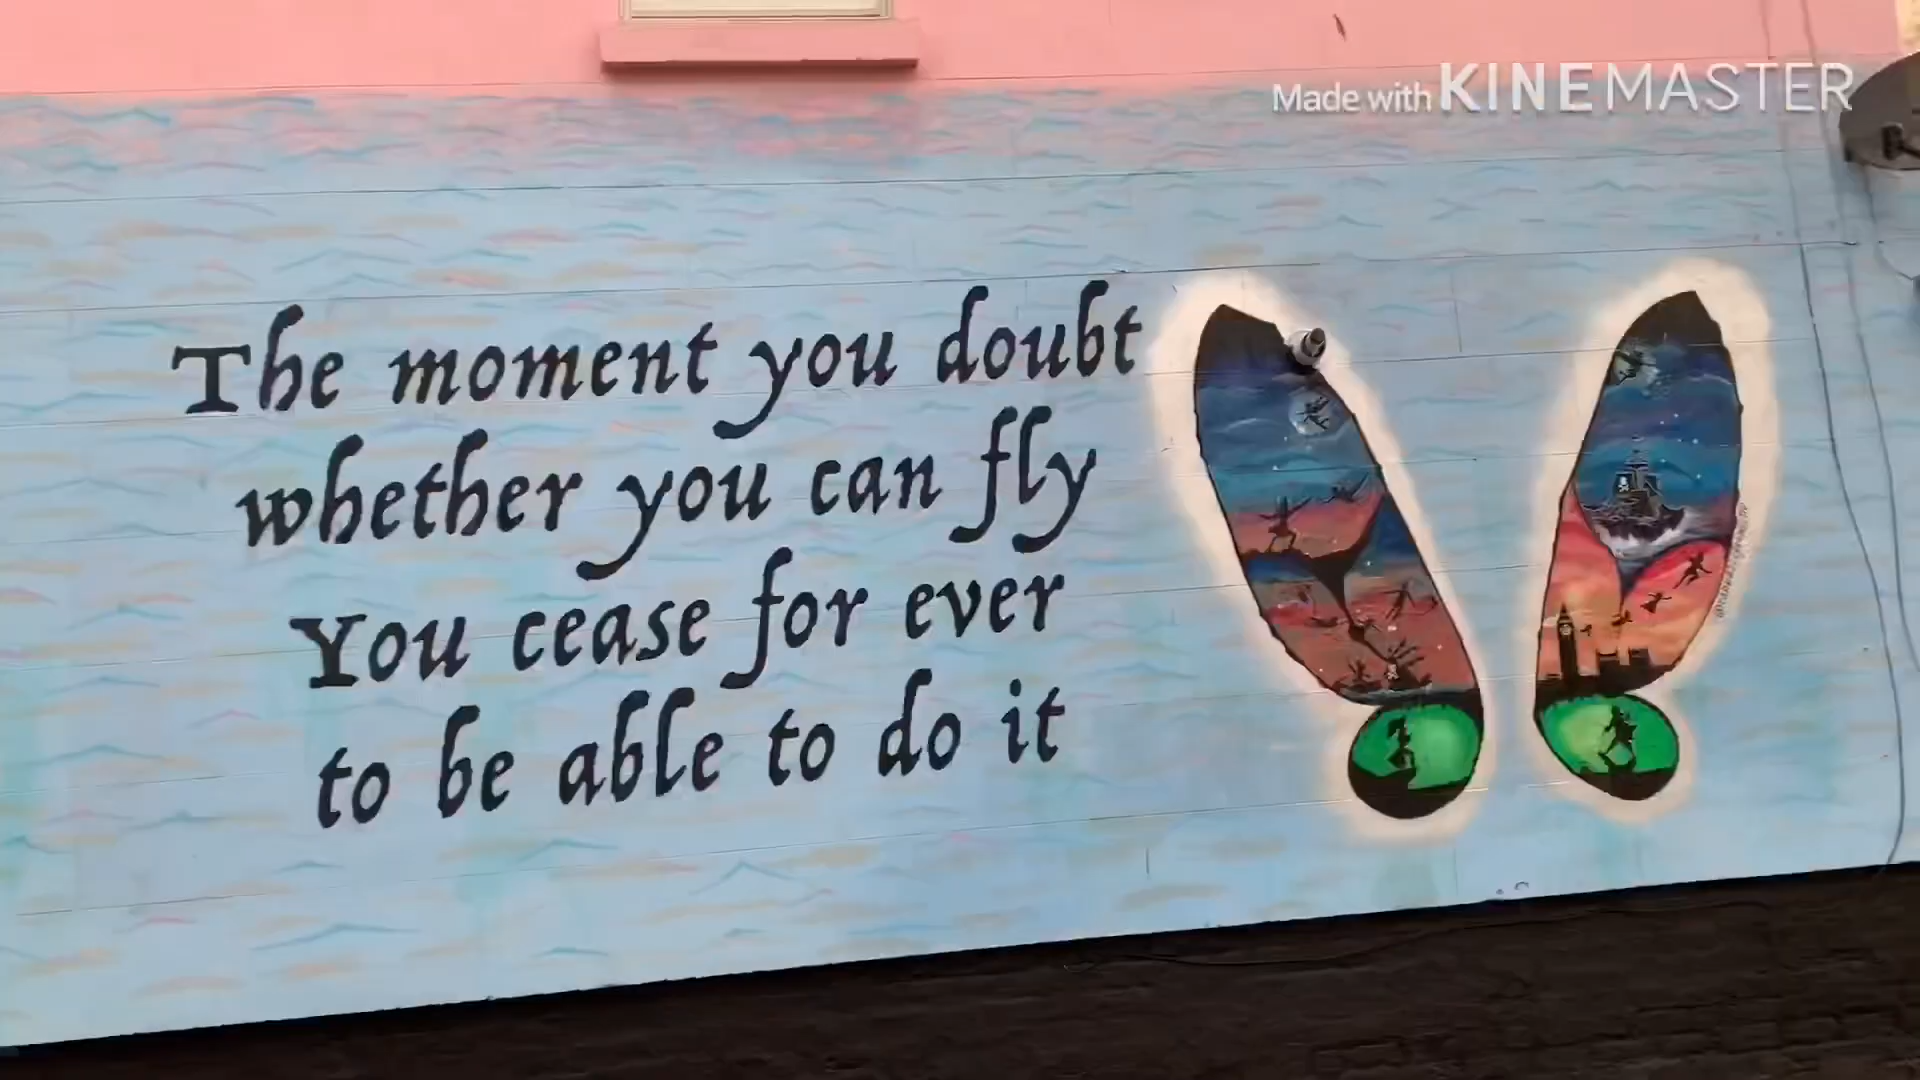 Made with KINEMASTER
The moment you doubt
whether you can fly
You cease for ever
to be able to do it